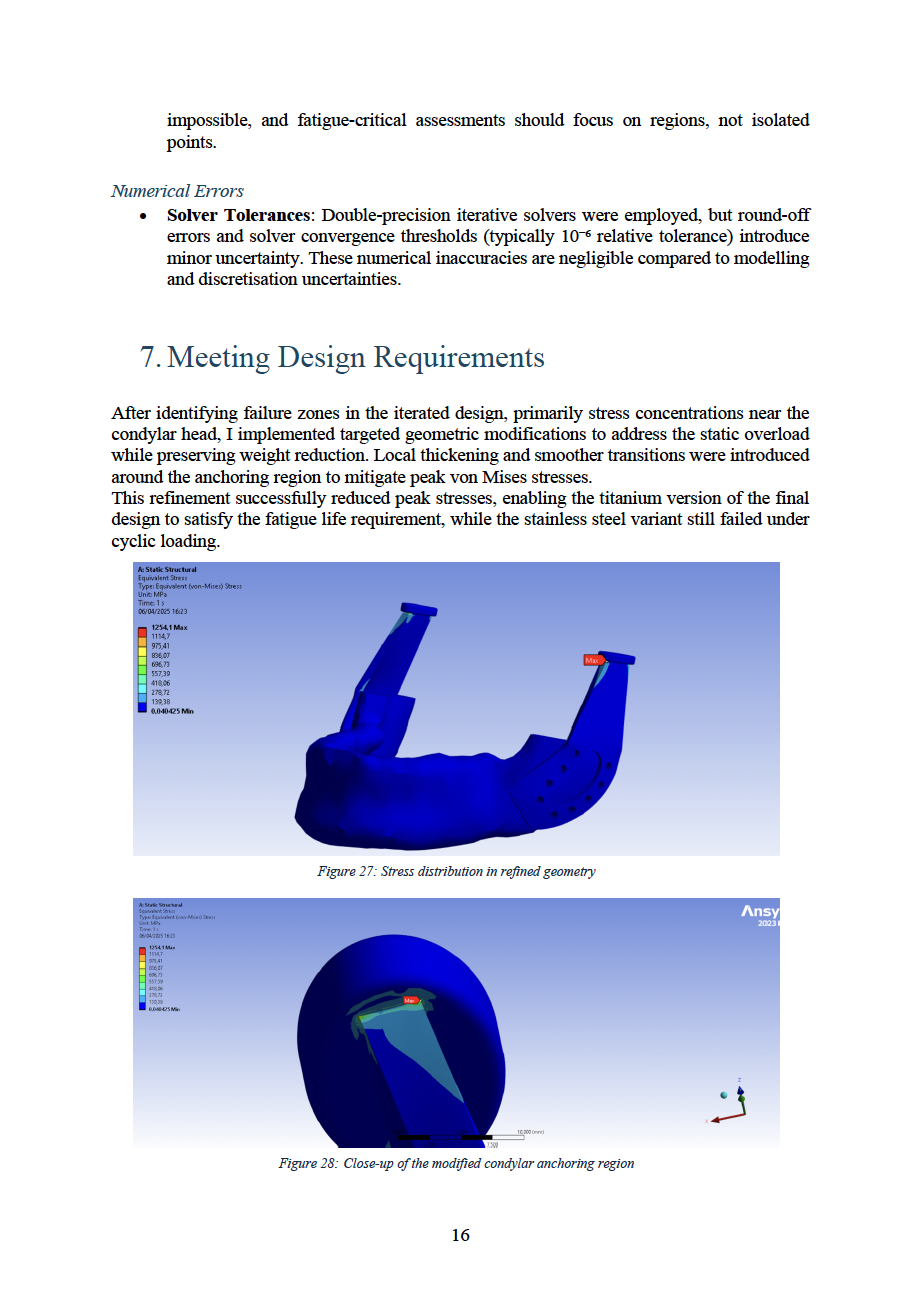 impossible, and fatigue-critical assessments should focus on regions, not isolated
points.
Numerical Errors
• Solver Tolerances: Double-precision iterative solvers were employed, but round-off
errors and solver convergence thresholds (typically 10⁻⁶ relative tolerance) introduce
minor uncertainty. These numerical inaccuracies are negligible compared to modelling
and discretisation uncertainties.
7. Meeting Design Requirements
After identifying failure zones in the iterated design, primarily stress concentrations near the
condylar head, I implemented targeted geometric modifications to address the static overload
while preserving weight reduction. Local thickening and smoother transitions were introduced
around the anchoring region to mitigate peak von Mises stresses.
This refinement successfully reduced peak stresses, enabling the titanium version of the final
design to satisfy the fatigue life requirement, while the stainless steel variant still failed under
cyclic loading.
A: Static Structural
Equivalent Stress
Type: Equivalent (von-Mises) Stress
Unit: MPa
Time: 1 s
06/04/2025 16:23
1254,1 Max
1114,7
975,41
836,07
696,73
557,39
418,06
278,72
139,38
0,040425 Min
Max
Figure 27: Stress distribution in refined geometry
A: Static Structural
Equivalent Stress
Type: Equivalent (von-Mises) Stress
Unit: MPa
Time: 1 s
06/04/2025 16:23
1254,1 Max
1114,7
975,41
836,07
696,73
557,39
418,06
278,72
139,38
0,040425 Min
Max
Ansy
2023
Z
X
10,000 (mm)
7,500
Figure 28: Close-up of the modified condylar anchoring region
16